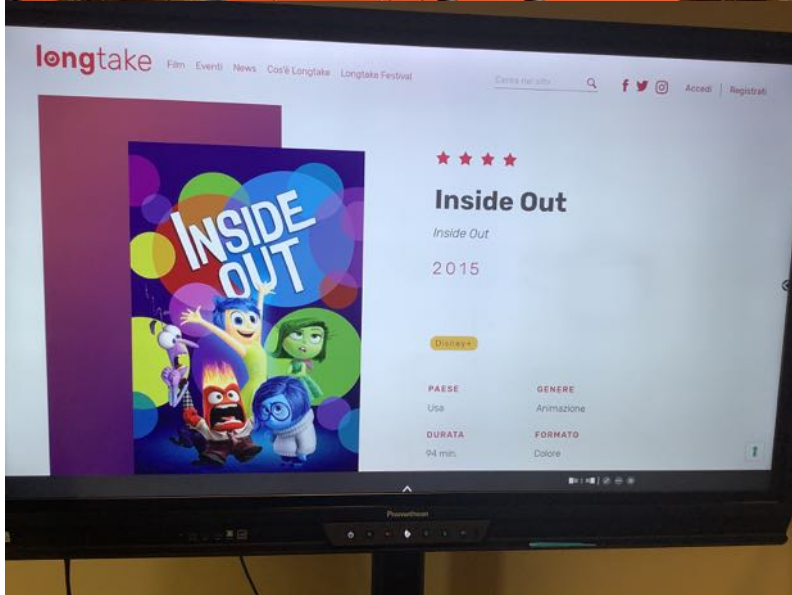 longtake
Film Eventi News Cos'è Longtake Longtake Festival
Cerca nel sito
Accedi | Registrati
INSIDE
OUT
Inside Out
Inside Out
2015
Disney+
PAESE GENERE
Usa Animazione
DURATA FORMATO
94 min. Colore
Promethean